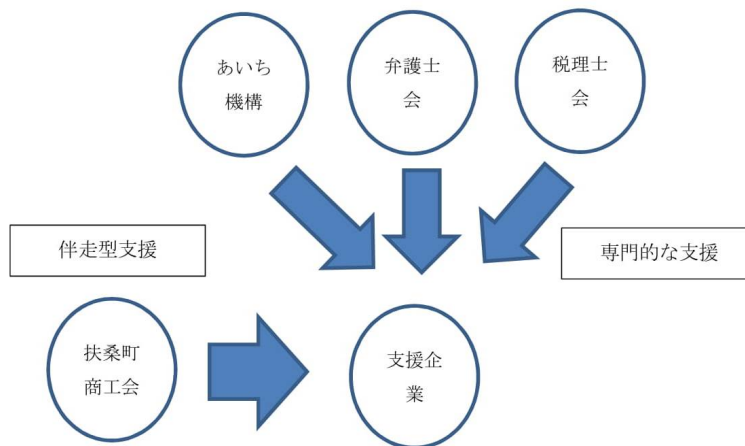 あいち
機構
弁護士
会
税理士
会
伴走型支援
専門的な支援
扶桑町
商工会
支援企
業